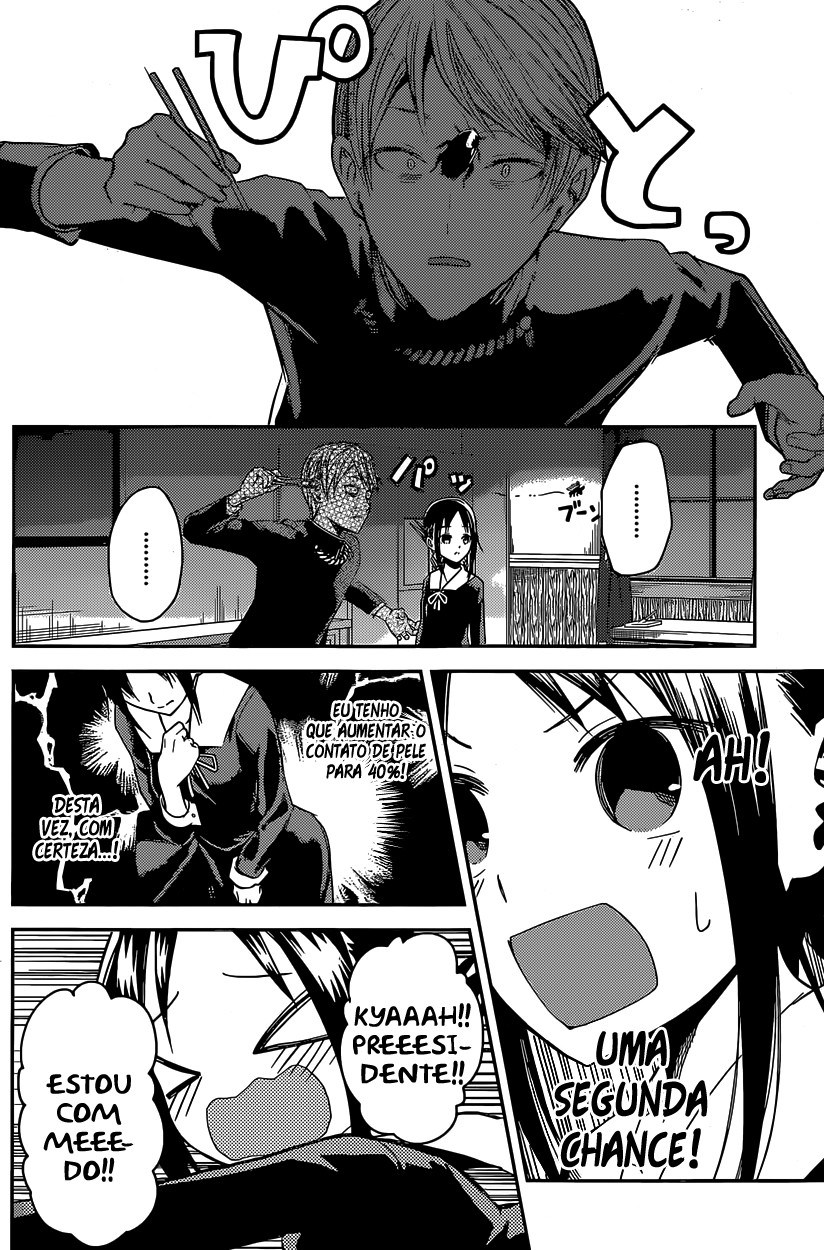 ぴとっ
………
パッ
ブーン
………
AH!
UMA
SEGUNDA
CHANCE!
EU TENHO
QUE AUMENTAR O
CONTATO DE PELE
PARA 40%!
DESTA
VEZ, COM
CERTEZA...!
KYAAAH!!
PREEESI-
DENTE!!
ESTOU
COM
MEEE-
DO!!